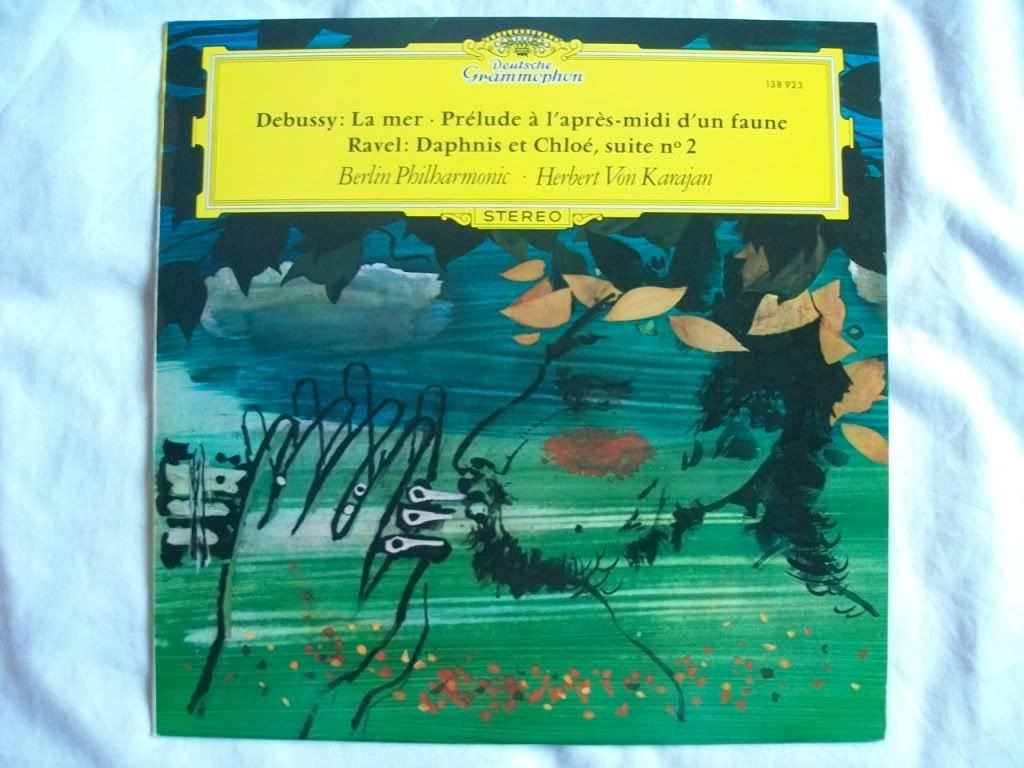 Deutsche
Grammophon
138 923
Debussy: La mer · Prélude à l'après-midi d'un faune
Ravel: Daphnis et Chloé, suite nº 2
Berlin Philharmonic · Herbert Von Karajan
STEREO